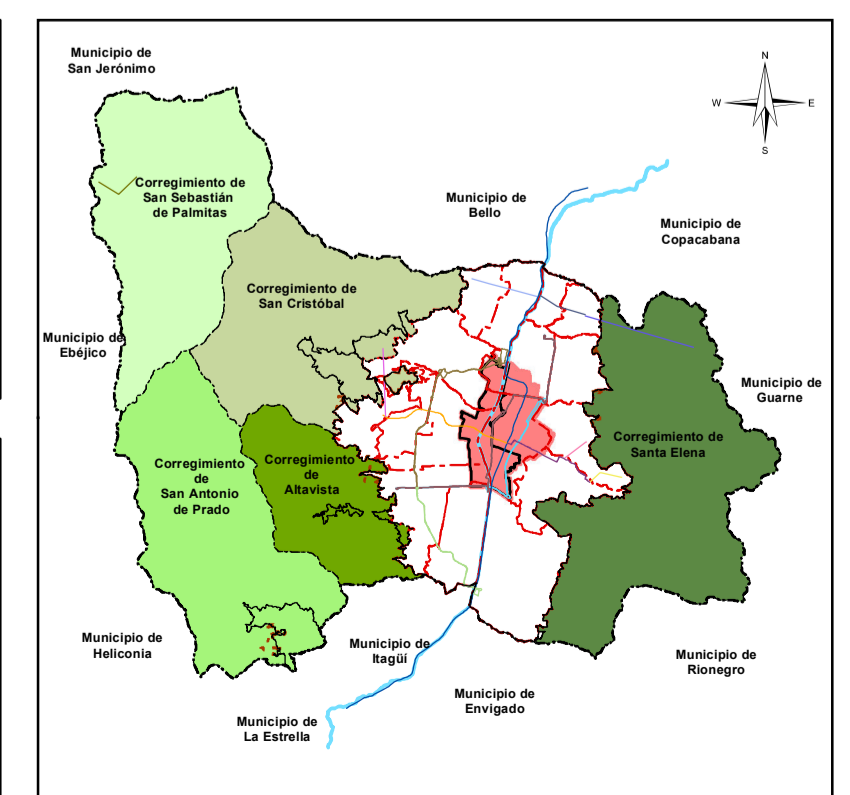 Municipio de
San Jerónimo
N
W
E
S
Corregimiento de
San Sebastián
de Palmitas
Municipio de
Bello
Municipio de
Copacabana
Corregimiento de
San Cristóbal
Municipio de
Ebéjico
Municipio de
Guarne
Corregimiento de
Santa Elena
Corregimiento
de
San Antonio
de Prado
Corregimiento
de
Altavista
Municipio de
Heliconia
Municipio de
Itagüí
Municipio de
Rionegro
Municipio de
Envigado
Municipio de
La Estrella